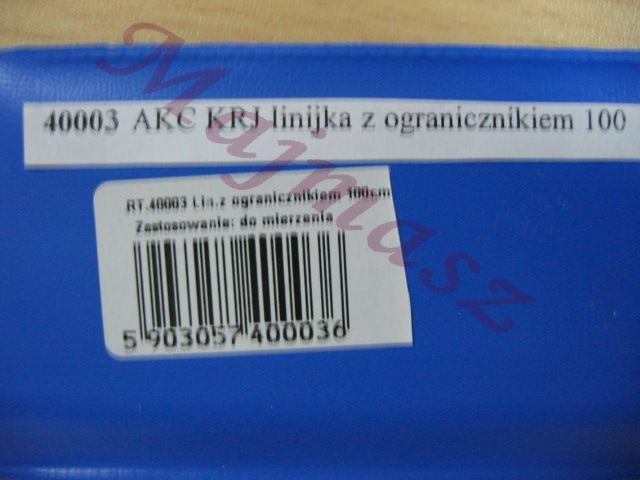 40003 AKC KRJ linijka z ogranicznikiem 100
RT.40003 Lin.z ogranicznikiem 100cm
Zastosowanie: do mierzenia
5 903057 400036
Majmasz